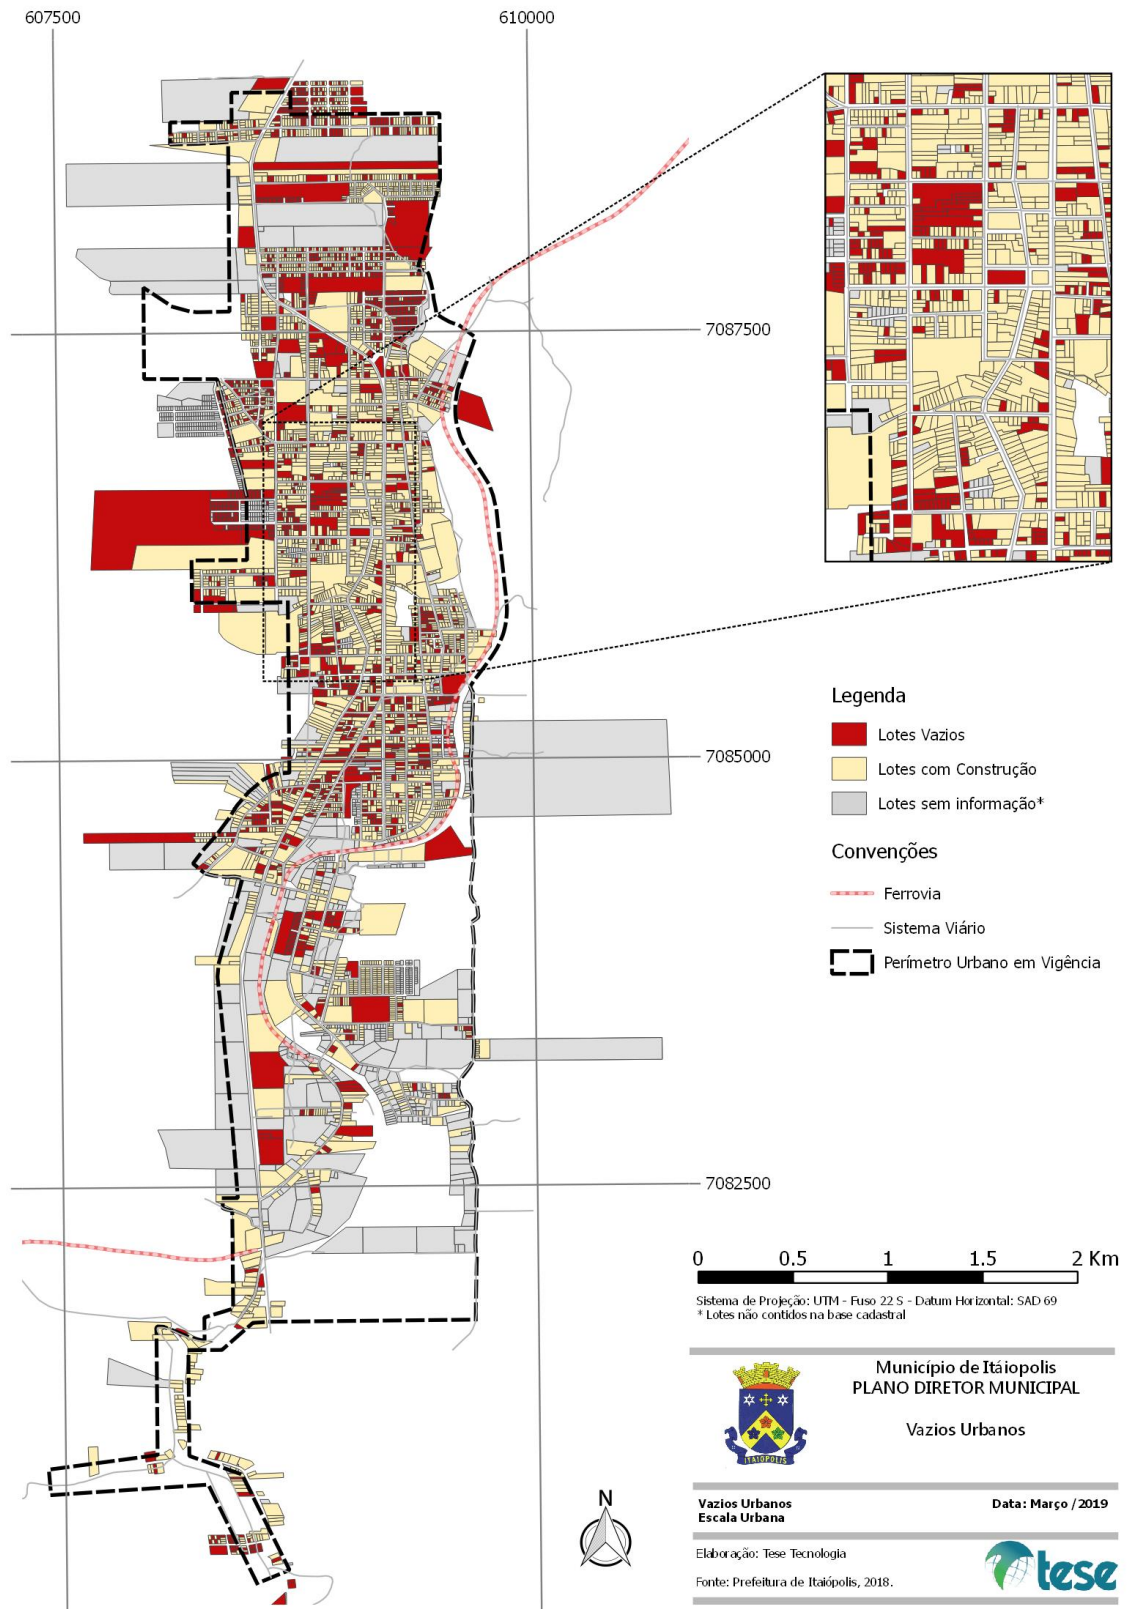 607500
610000
7087500
Legenda
Lotes Vazios
Lotes com Construção
Lotes sem informação*
7085000
Convenções
Ferrovia
Sistema Viário
Perímetro Urbano em Vigência
7082500
0 0.5 1 1.5 2 Km
Sistema de Projeção: UTM - Fuso 22 S - Datum Horizontal: SAD 69
* Lotes não contidos na base cadastral
Município de Itáiopolis
PLANO DIRETOR MUNICIPAL
Vazios Urbanos
ITAIÓPOLIS
N
Vazios Urbanos
Escala Urbana
Data: Março /2019
Elaboração: Tese Tecnologia
Fonte: Prefeitura de Itaiópolis, 2018.
tese